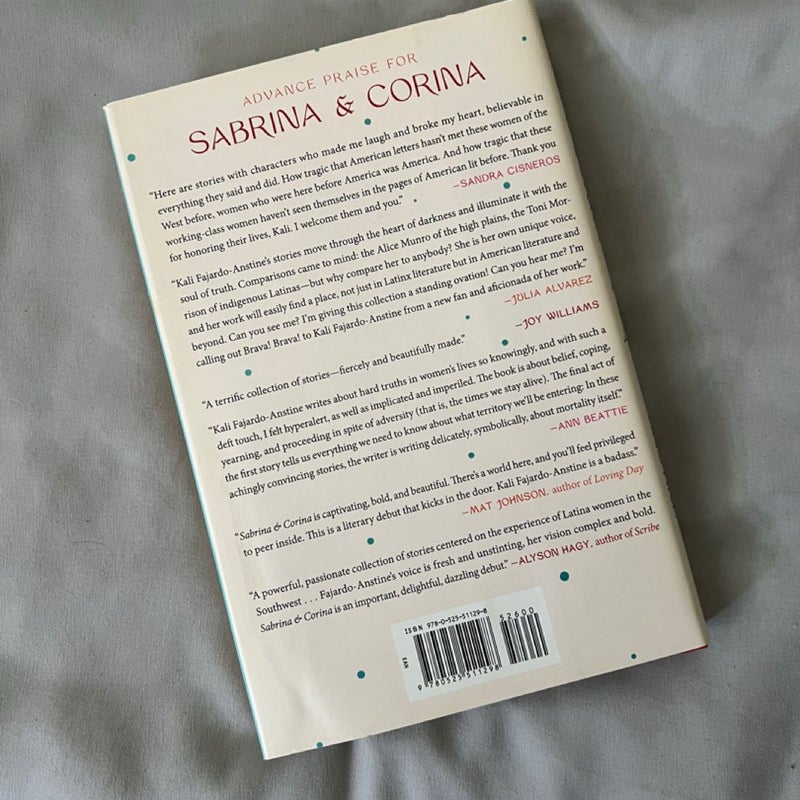 ADVANCE PRAISE FOR
SABRINA & CORINA
“Here are stories with characters who made me laugh and broke my heart, believable in
everything they said and did. How tragic that American letters hasn’t met these women of the
West before, women who were here before America was America. And how tragic that these
working-class women haven’t seen themselves in the pages of American lit before. Thank you
for honoring their lives, Kali. I welcome them and you.”
—SANDRA CISNEROS
“Kali Fajardo-Anstine’s stories move through the heart of darkness and illuminate it with the
soul of truth. Comparisons came to mind: the Alice Munro of the high plains, the Toni Mor-
rison of indigenous Latinas—but why compare her to anybody? She is her own unique voice,
and her work will easily find a place, not just in Latinx literature but in American literature and
beyond. Can you see me? I’m giving this collection a standing ovation! Can you hear me? I’m
calling out Brava! Brava! to Kali Fajardo-Anstine from a new fan and aficionada of her work.”
—JULIA ALVAREZ
“A terrific collection of stories—fiercely and beautifully made.”
—JOY WILLIAMS
“Kali Fajardo-Anstine writes about hard truths in women’s lives so knowingly, and with such a
deft touch, I felt hyperalert, as well as implicated and imperiled. The book is about belief, coping,
yearning, and proceeding in spite of adversity (that is, the times we stay alive). The final act of
the first story tells us everything we need to know about what territory we’ll be entering: In these
achingly convincing stories, the writer is writing delicately, symbolically, about mortality itself.”
—ANN BEATTIE
“Sabrina & Corina is captivating, bold, and beautiful. There’s a world here, and you’ll feel privileged
to peer inside. This is a literary debut that kicks in the door. Kali Fajardo-Anstine is a badass.”
—MAT JOHNSON, author of Loving Day
“A powerful, passionate collection of stories centered on the experience of Latina women in the
Southwest . . . Fajardo-Anstine’s voice is fresh and unstinting, her vision complex and bold.
Sabrina & Corina is an important, delightful, dazzling debut.” —ALYSON HAGY, author of Scribe
ISBN 978-0-525-51129-8
52600
EAN
9 780525 511298